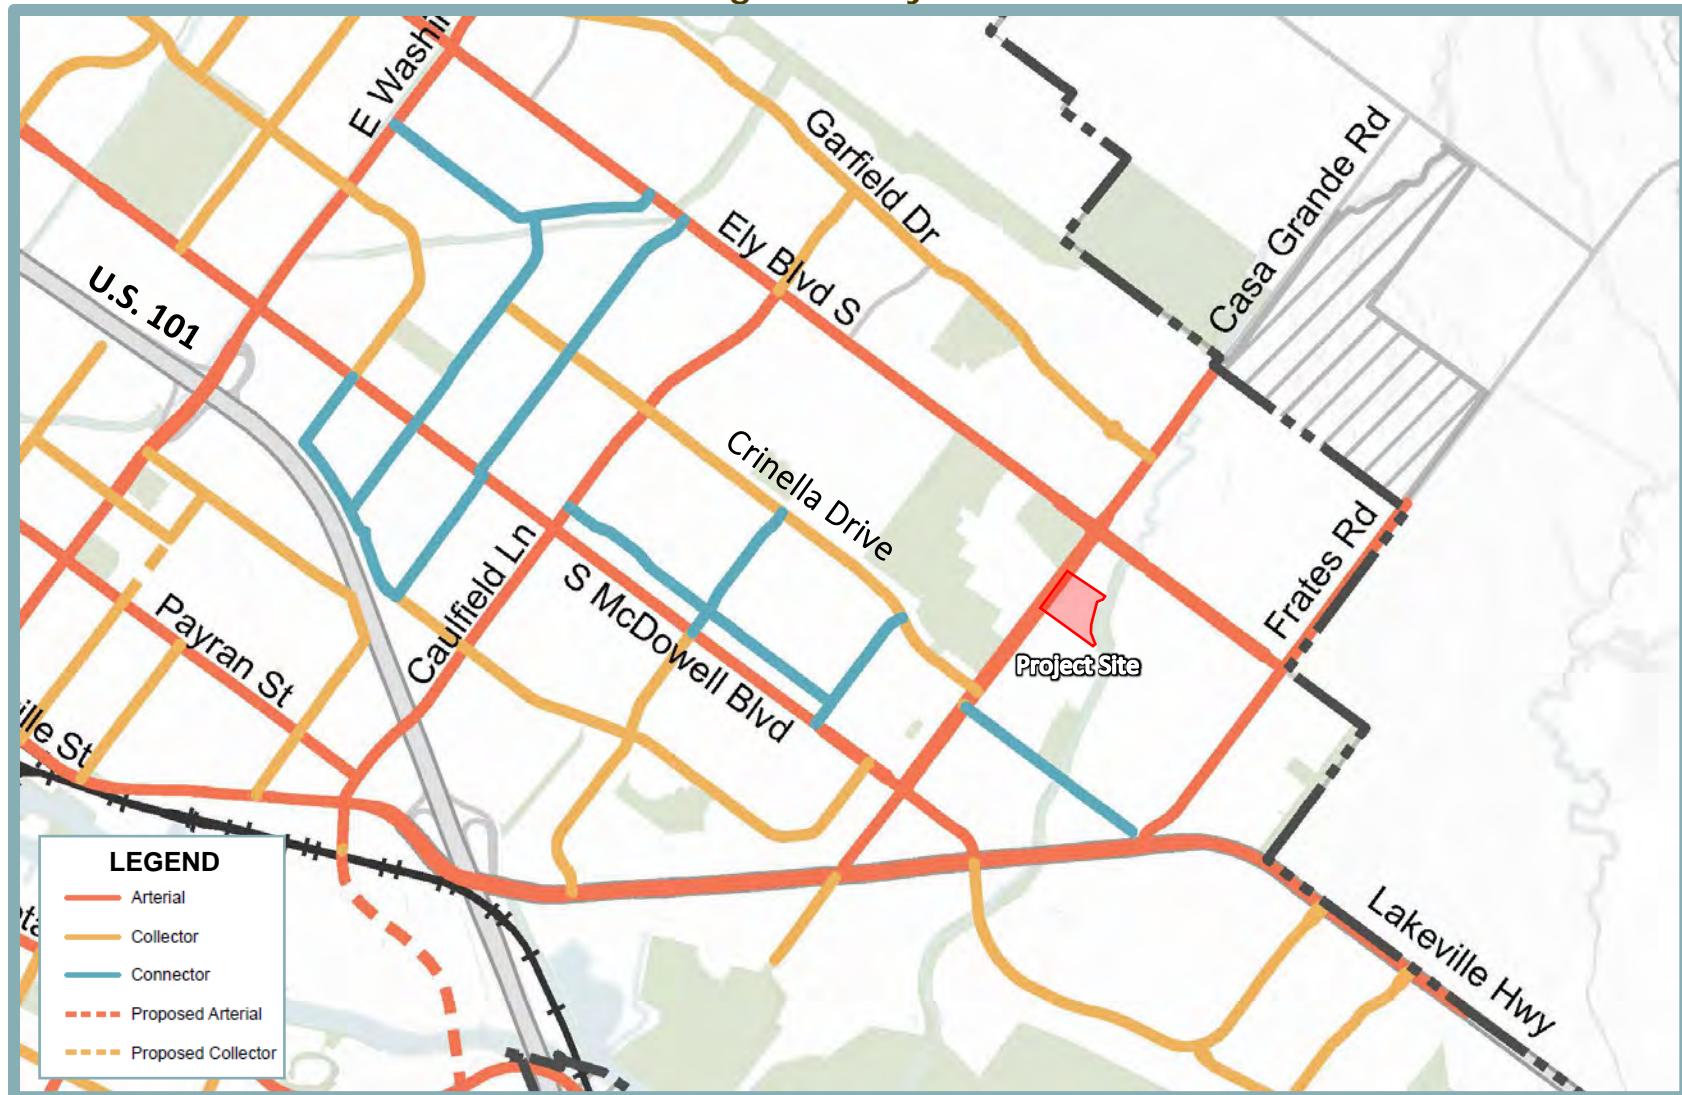 E Washi
Garfield Dr
Casa Grande Rd
Ely Blvd S
U.S. 101
Crinella Drive
Frates Rd
Caulfield Ln
S McDowell Blvd
Payran St
Project Site
ille St
Lakeville Hwy
LEGEND
Arterial
Collector
Connector
Proposed Arterial
Proposed Collector